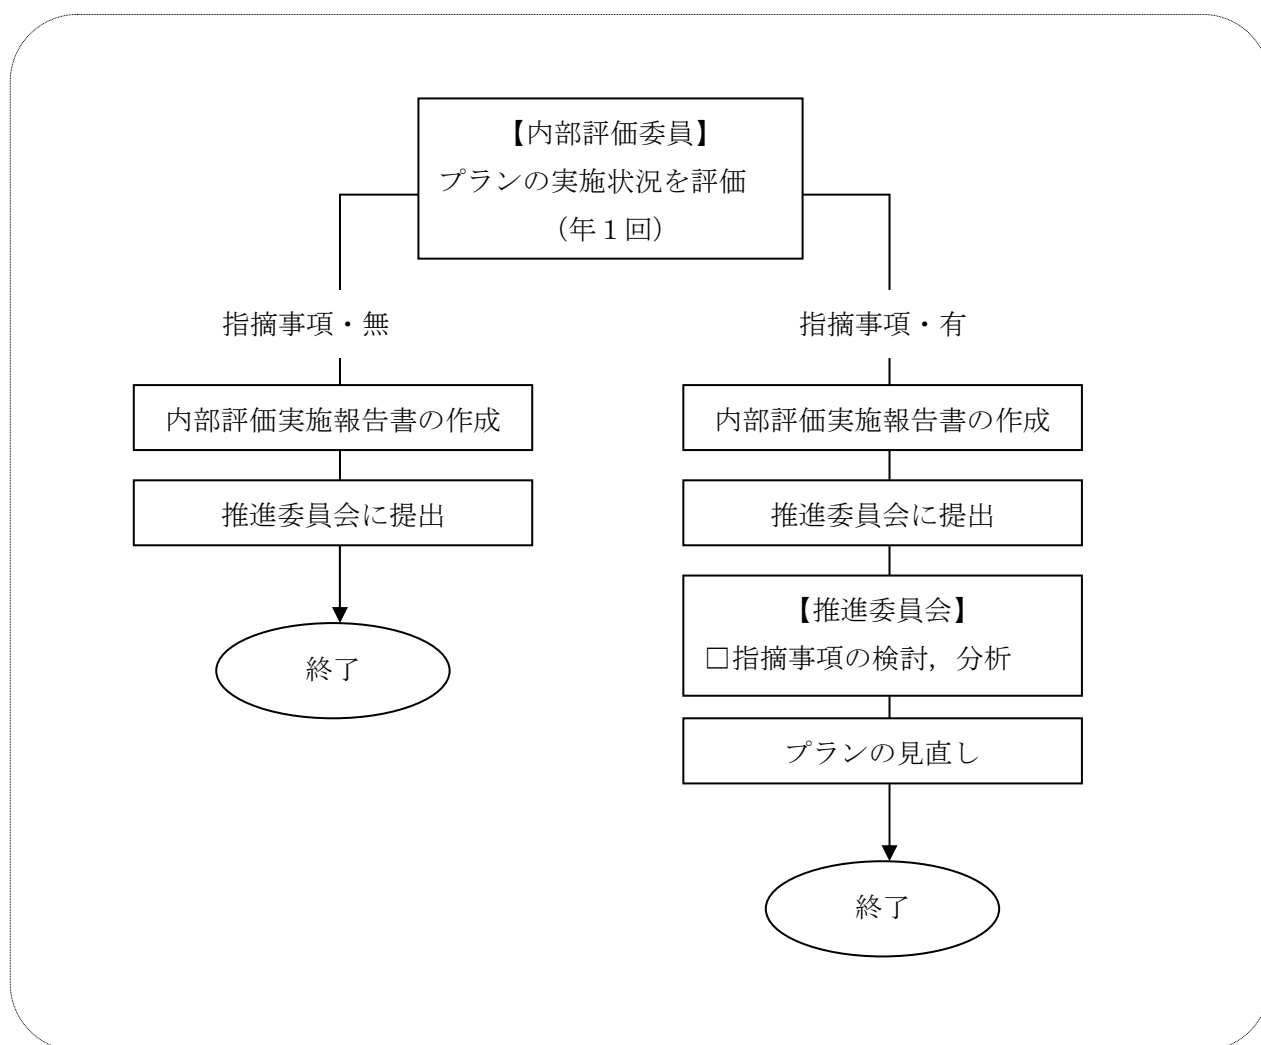 【内部評価委員】
プランの実施状況を評価
（年１回）
指摘事項・無
指摘事項・有
内部評価実施報告書の作成
内部評価実施報告書の作成
推進委員会に提出
推進委員会に提出
【推進委員会】
□指摘事項の検討，分析
終了
プランの見直し
終了